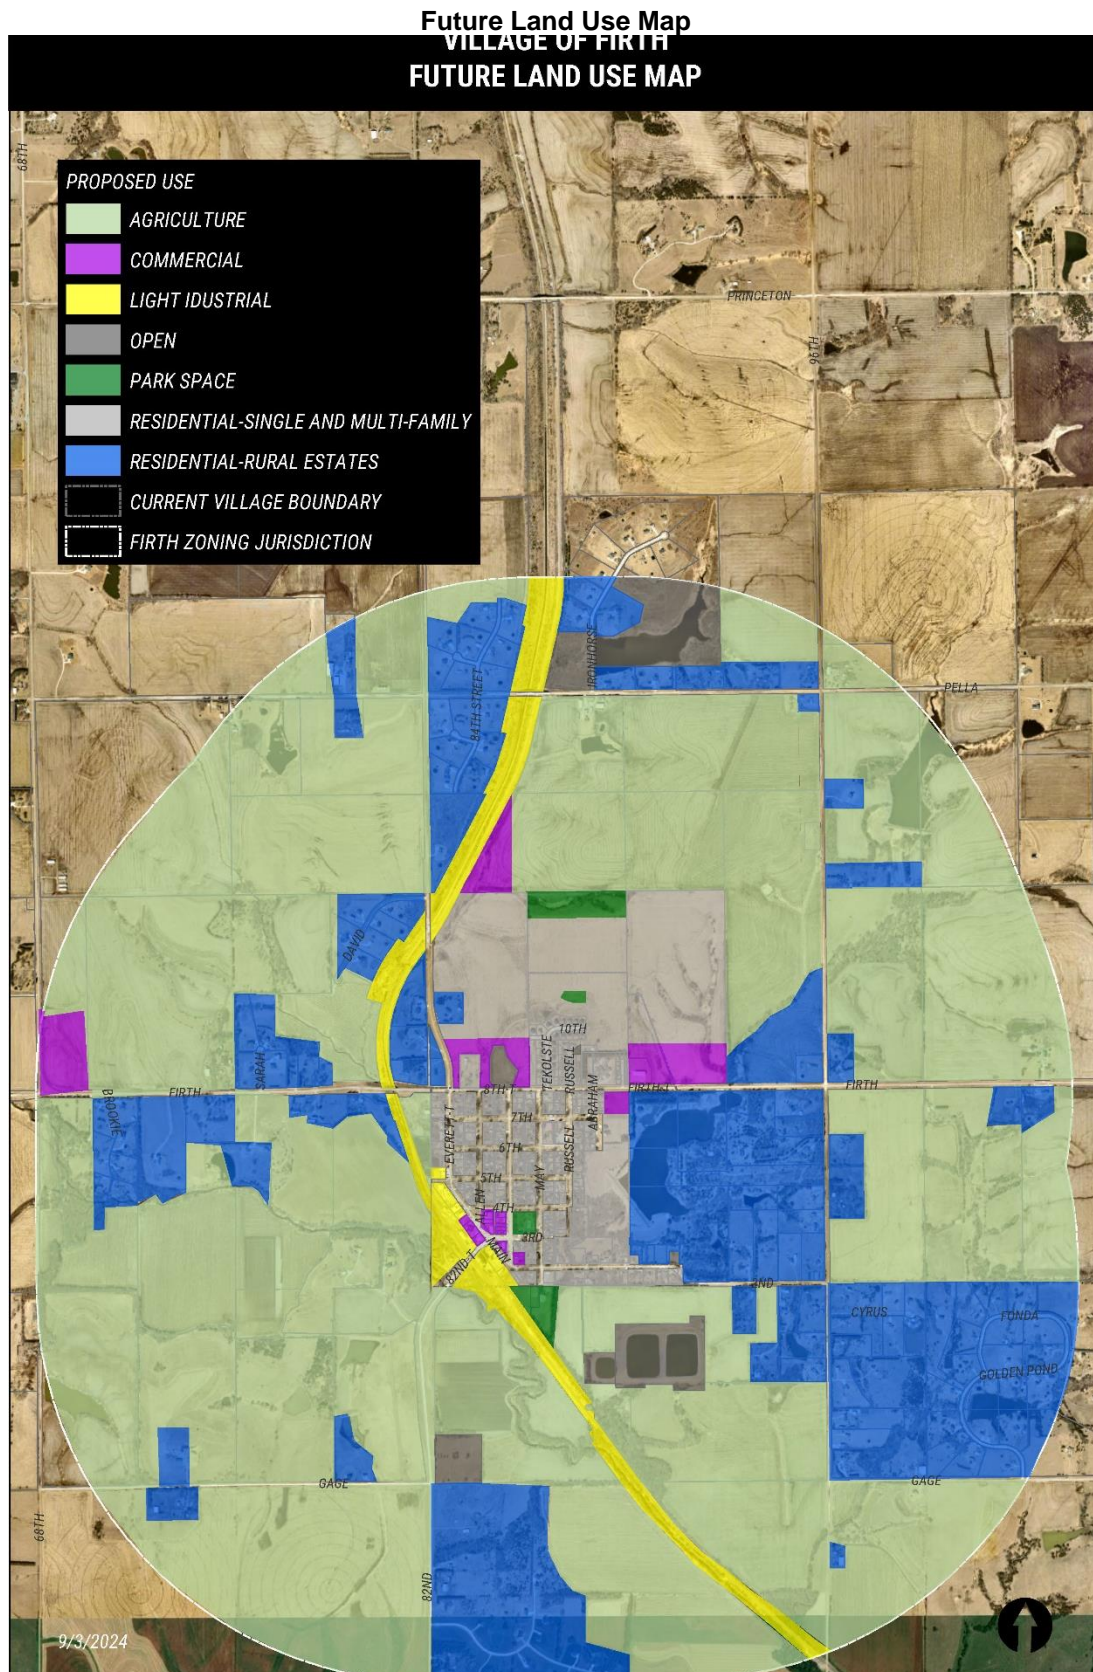 Future Land Use Map
VILLAGE OF FIRTH
FUTURE LAND USE MAP
PROPOSED USE
AGRICULTURE
COMMERCIAL
LIGHT IDUSTRIAL
OPEN
PARK SPACE
RESIDENTIAL-SINGLE AND MULTI-FAMILY
RESIDENTIAL-RURAL ESTATES
CURRENT VILLAGE BOUNDARY
FIRTH ZONING JURISDICTION
68TH
PRINCETON
96TH
IRONHORSE
84TH STREET
PELLA
DAVID
10TH
TEKOLSTE
RUSSELL
ABRAHAM
SARAH
FIRTH
8TH-T
FIRTH-T
FIRTH
BROOKIE
7TH
EVERETT-T
6TH
RUSSELL
5TH
MAY
ALLEN
4TH
3RD
MAIN
82ND-T
2ND
CYRUS
FONDA
GOLDEN POND
GAGE
GAGE
68TH
82ND
9/3/2024